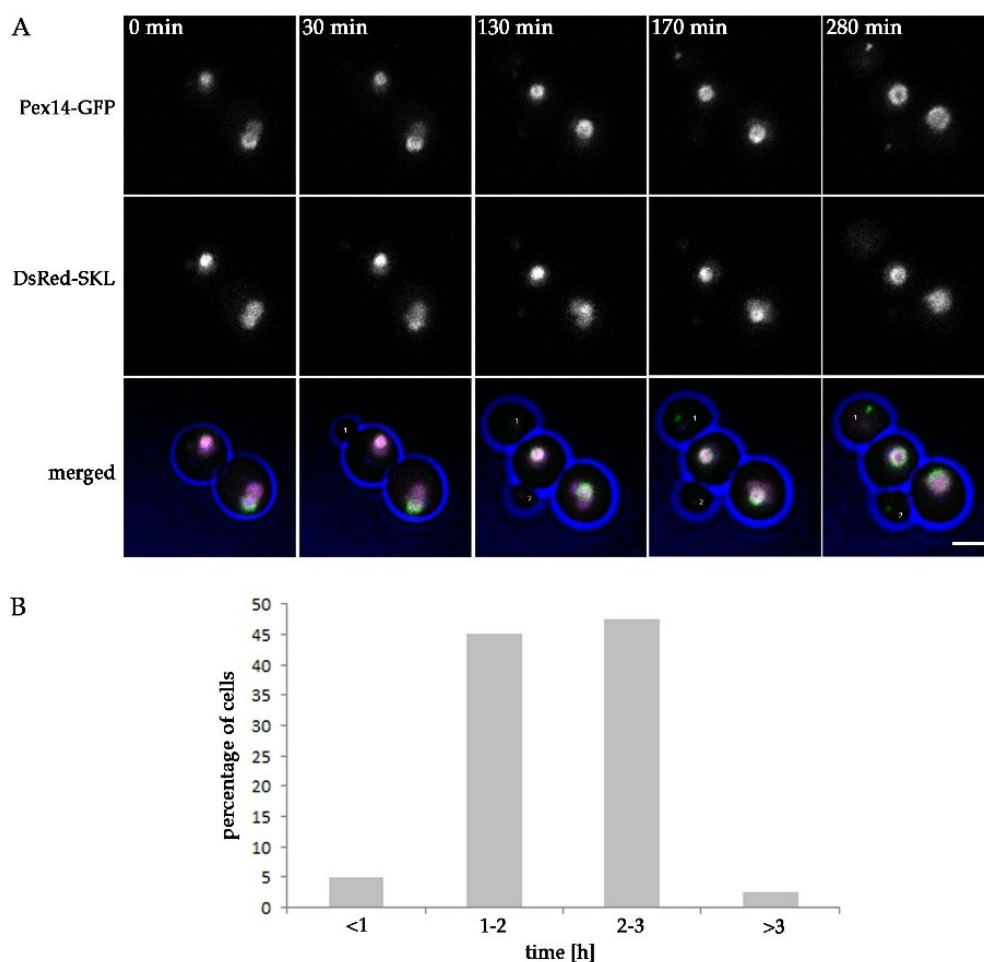 A
0 min 30 min 130 min 170 min 280 min
Pex14-GFP
DsRed-SKL
merged
1 1 1 1
2 2 2
B
50
45
40
35
30
25
20
15
10
5
0
percentage of cells
<1 1-2 2-3 >3
time [h]